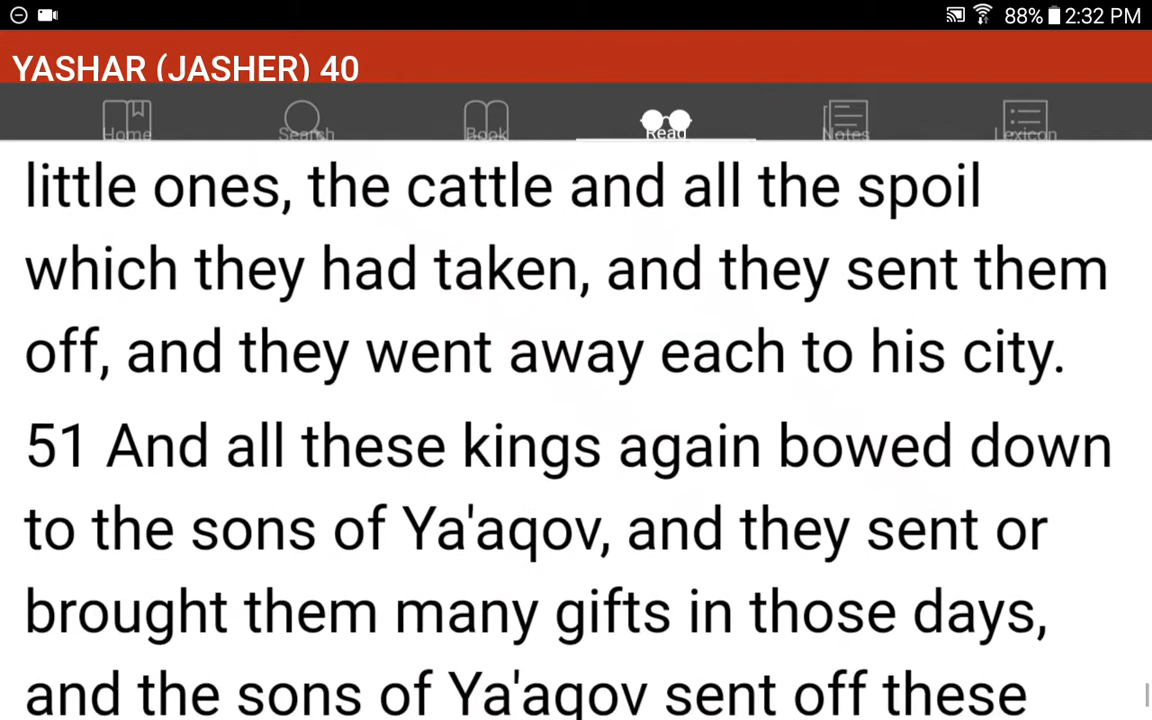 88% 2:32 PM
YASHAR (JASHER) 40
Home Search Book Read Notes Lexicon
little ones, the cattle and all the spoil
which they had taken, and they sent them
off, and they went away each to his city.
51 And all these kings again bowed down
to the sons of Ya'aqov, and they sent or
brought them many gifts in those days,
and the sons of Ya'aqov sent off these